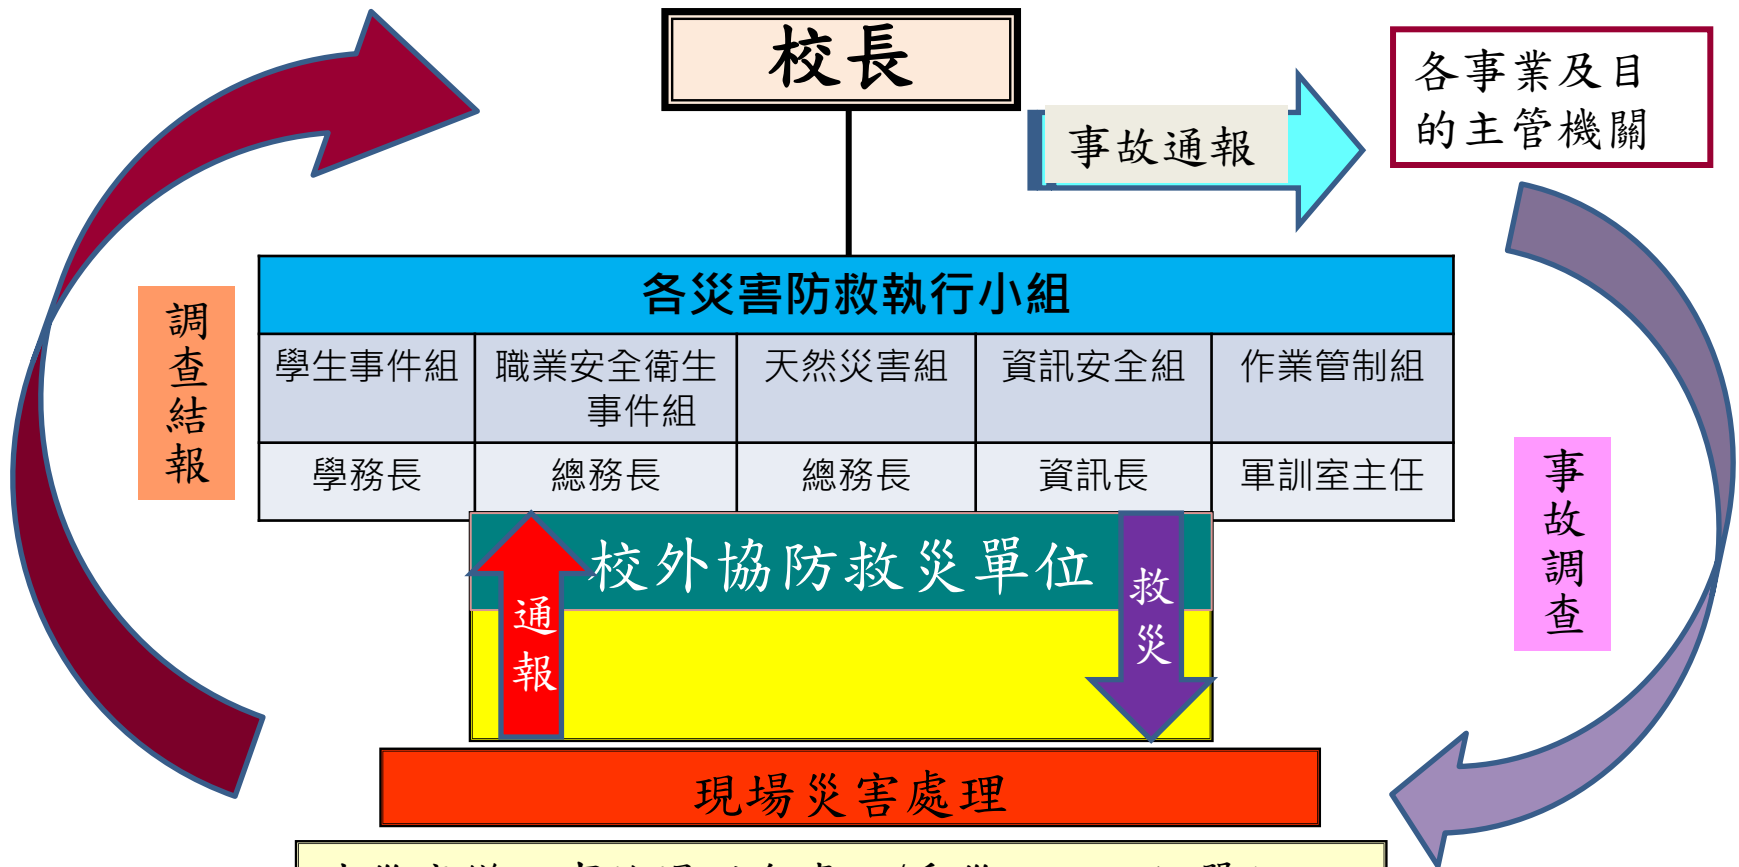 校長
事故通報
各事業及目
的主管機關
各災害防救執行小組
學生事件組
職業安全衛生
事件組
天然災害組
資訊安全組
作業管制組
學務長
總務長
總務長
資訊長
軍訓室主任
調查結報
事故調查
校外協防救災單位
通報
救災
現場災害處理